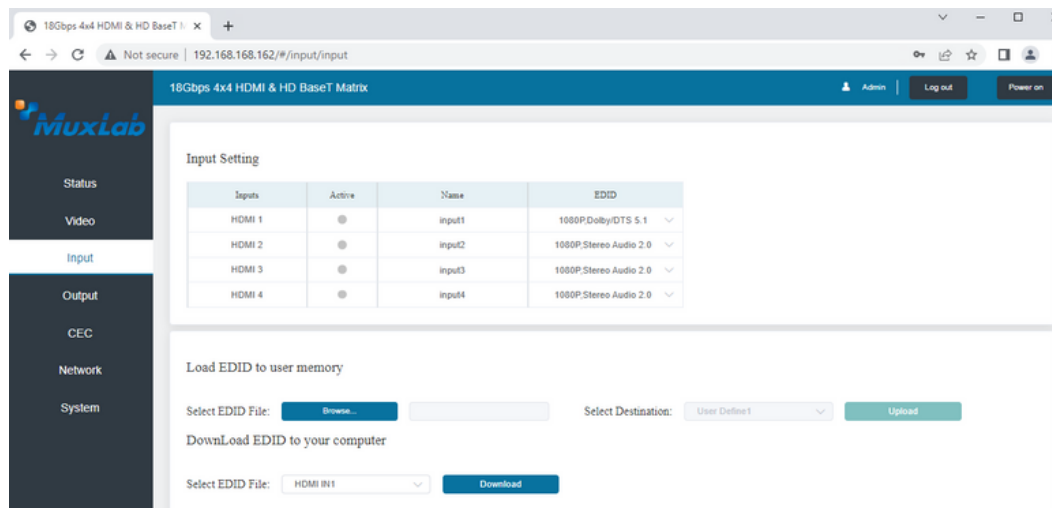 18Gbps 4x4 HDMI & HD BaseT
Not secure 192.168.168.162/#/input/input
18Gbps 4x4 HDMI & HD BaseT Matrix Admin Log out Power on
MuxLab
Status
Video
Input
Output
CEC
Network
System
Input Setting
Inputs Active Name EDID
HDMI 1 input1 1080P,Dolby/DTS 5.1
HDMI 2 input2 1080P,Stereo Audio 2.0
HDMI 3 input3 1080P,Stereo Audio 2.0
HDMI 4 input4 1080P,Stereo Audio 2.0
Load EDID to user memory
Select EDID File: Browse... Select Destination: User Define1 Upload
DownLoad EDID to your computer
Select EDID File: HDMI IN1 Download